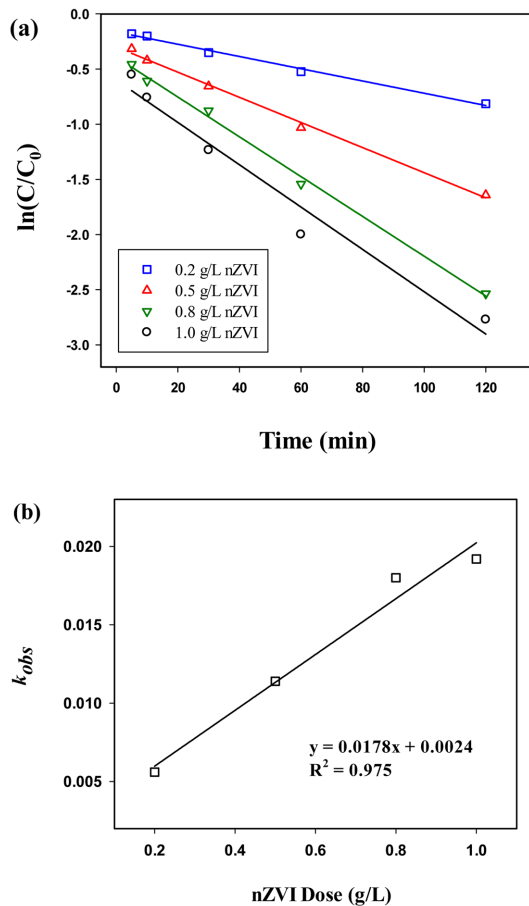 (a)
0.0
-0.5
-1.0
-1.5
-2.0
-2.5
-3.0
ln(C/C0)
0.2 g/L nZVI
0.5 g/L nZVI
0.8 g/L nZVI
1.0 g/L nZVI
0 20 40 60 80 100 120
Time (min)
(b)
0.020
0.015
0.010
0.005
kobs
y = 0.0178x + 0.0024
R2 = 0.975
0.2 0.4 0.6 0.8 1.0
nZVI Dose (g/L)